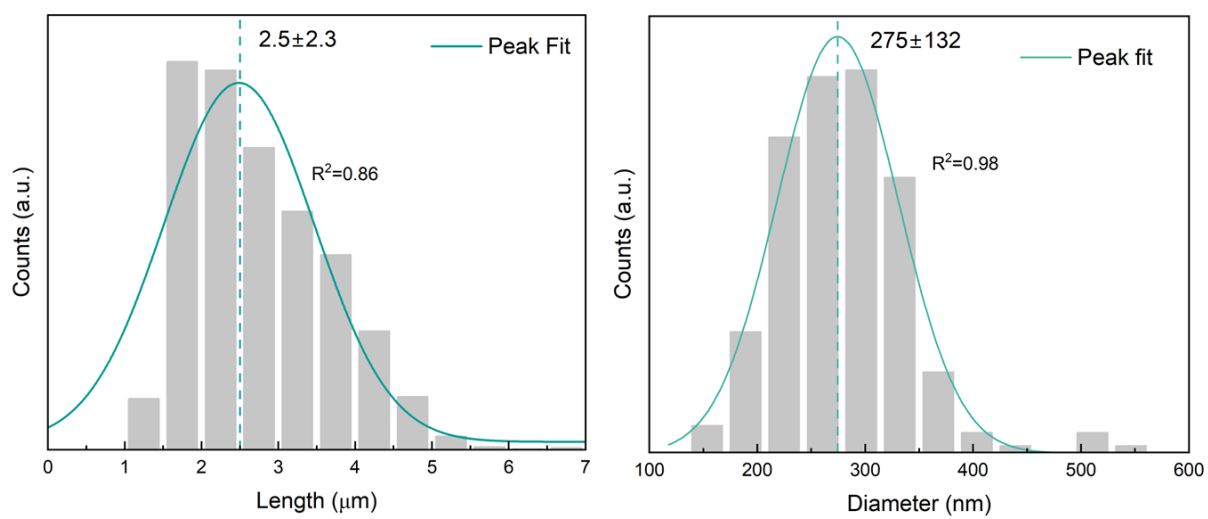 2.5±2.3
Peak Fit
R²=0.86
Counts (a.u.)
0 1 2 3 4 5 6 7
Length (μm)
275±132
Peak fit
R²=0.98
Counts (a.u.)
100 200 300 400 500 600
Diameter (nm)